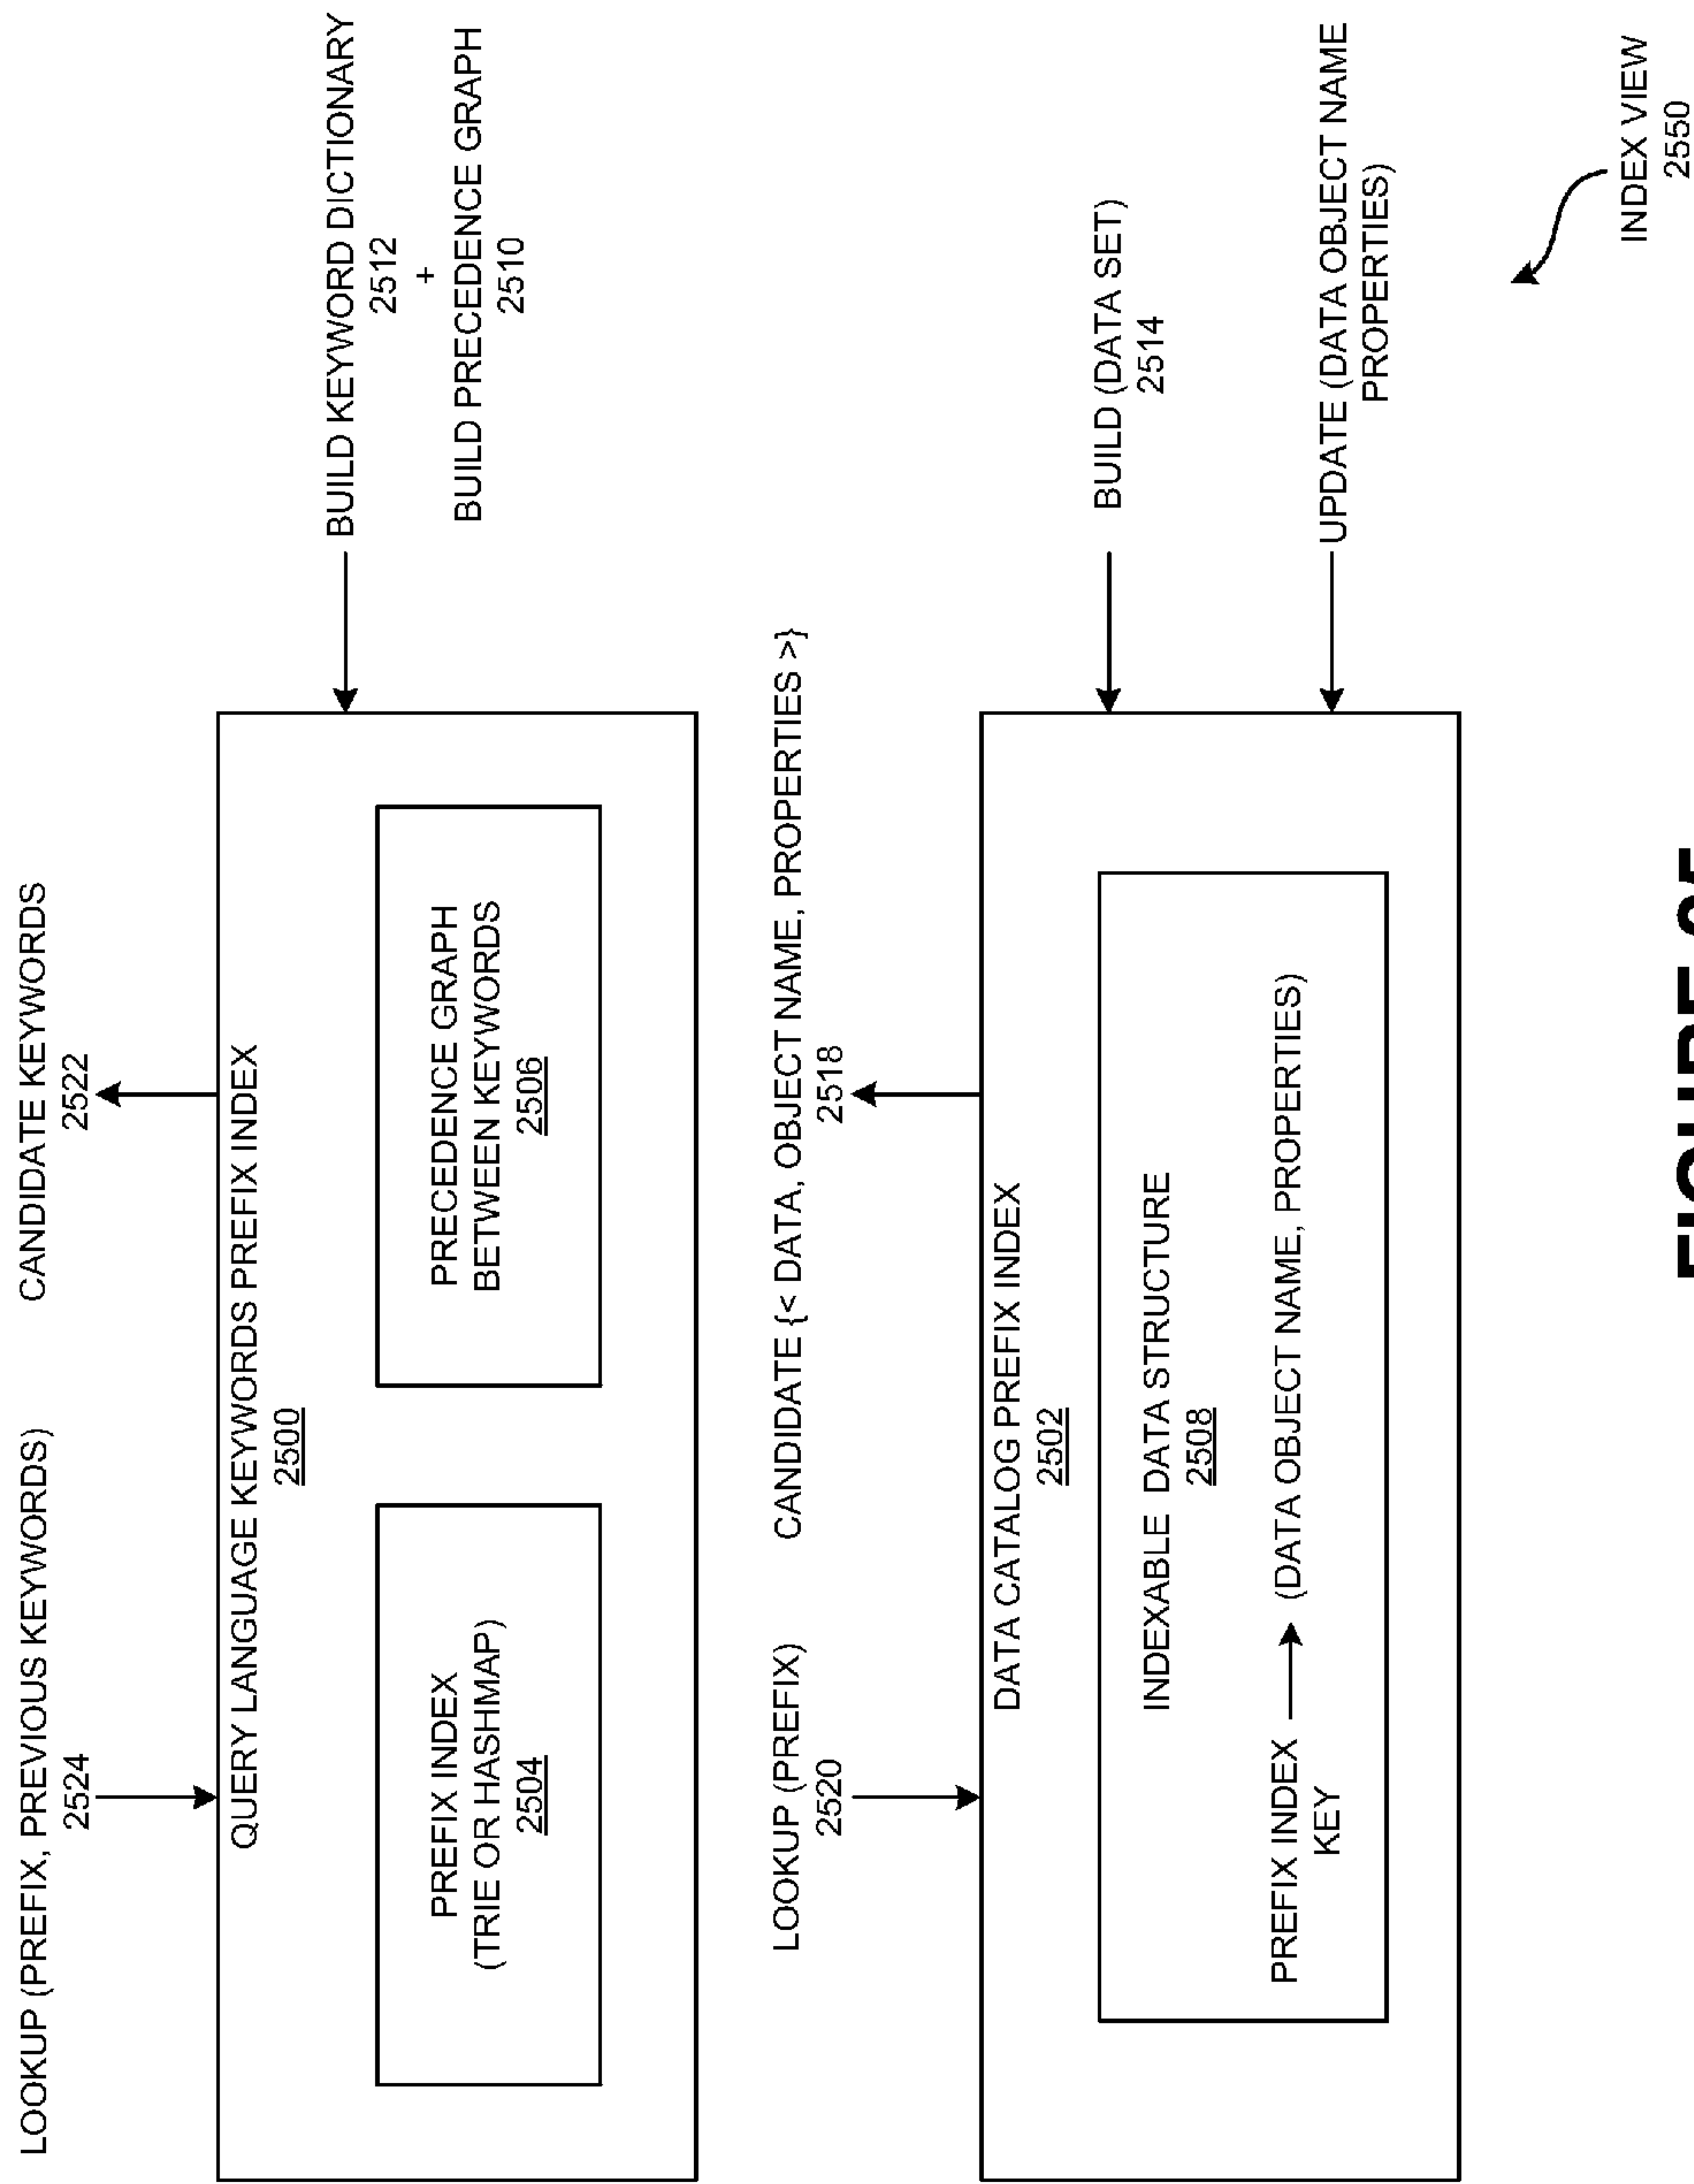 LOOKUP (PREFIX, PREVIOUS KEYWORDS)
2524
CANDIDATE KEYWORDS
2522
QUERY LANGUAGE KEYWORDS PREFIX INDEX
2500
PREFIX INDEX
(TRIE OR HASHMAP)
2504
PRECEDENCE GRAPH
BETWEEN KEYWORDS
2506
BUILD KEYWORD DICTIONARY
2512
+
BUILD PRECEDENCE GRAPH
2510
LOOKUP (PREFIX)
2520
CANDIDATE {< DATA, OBJECT NAME, PROPERTIES >}
2518
DATA CATALOG PREFIX INDEX
2502
INDEXABLE DATA STRUCTURE
2508
PREFIX INDEX
KEY
(DATA OBJECT NAME, PROPERTIES)
BUILD (DATA SET)
2514
UPDATE (DATA OBJECT NAME
PROPERTIES)
INDEX VIEW
2550
FIGURE